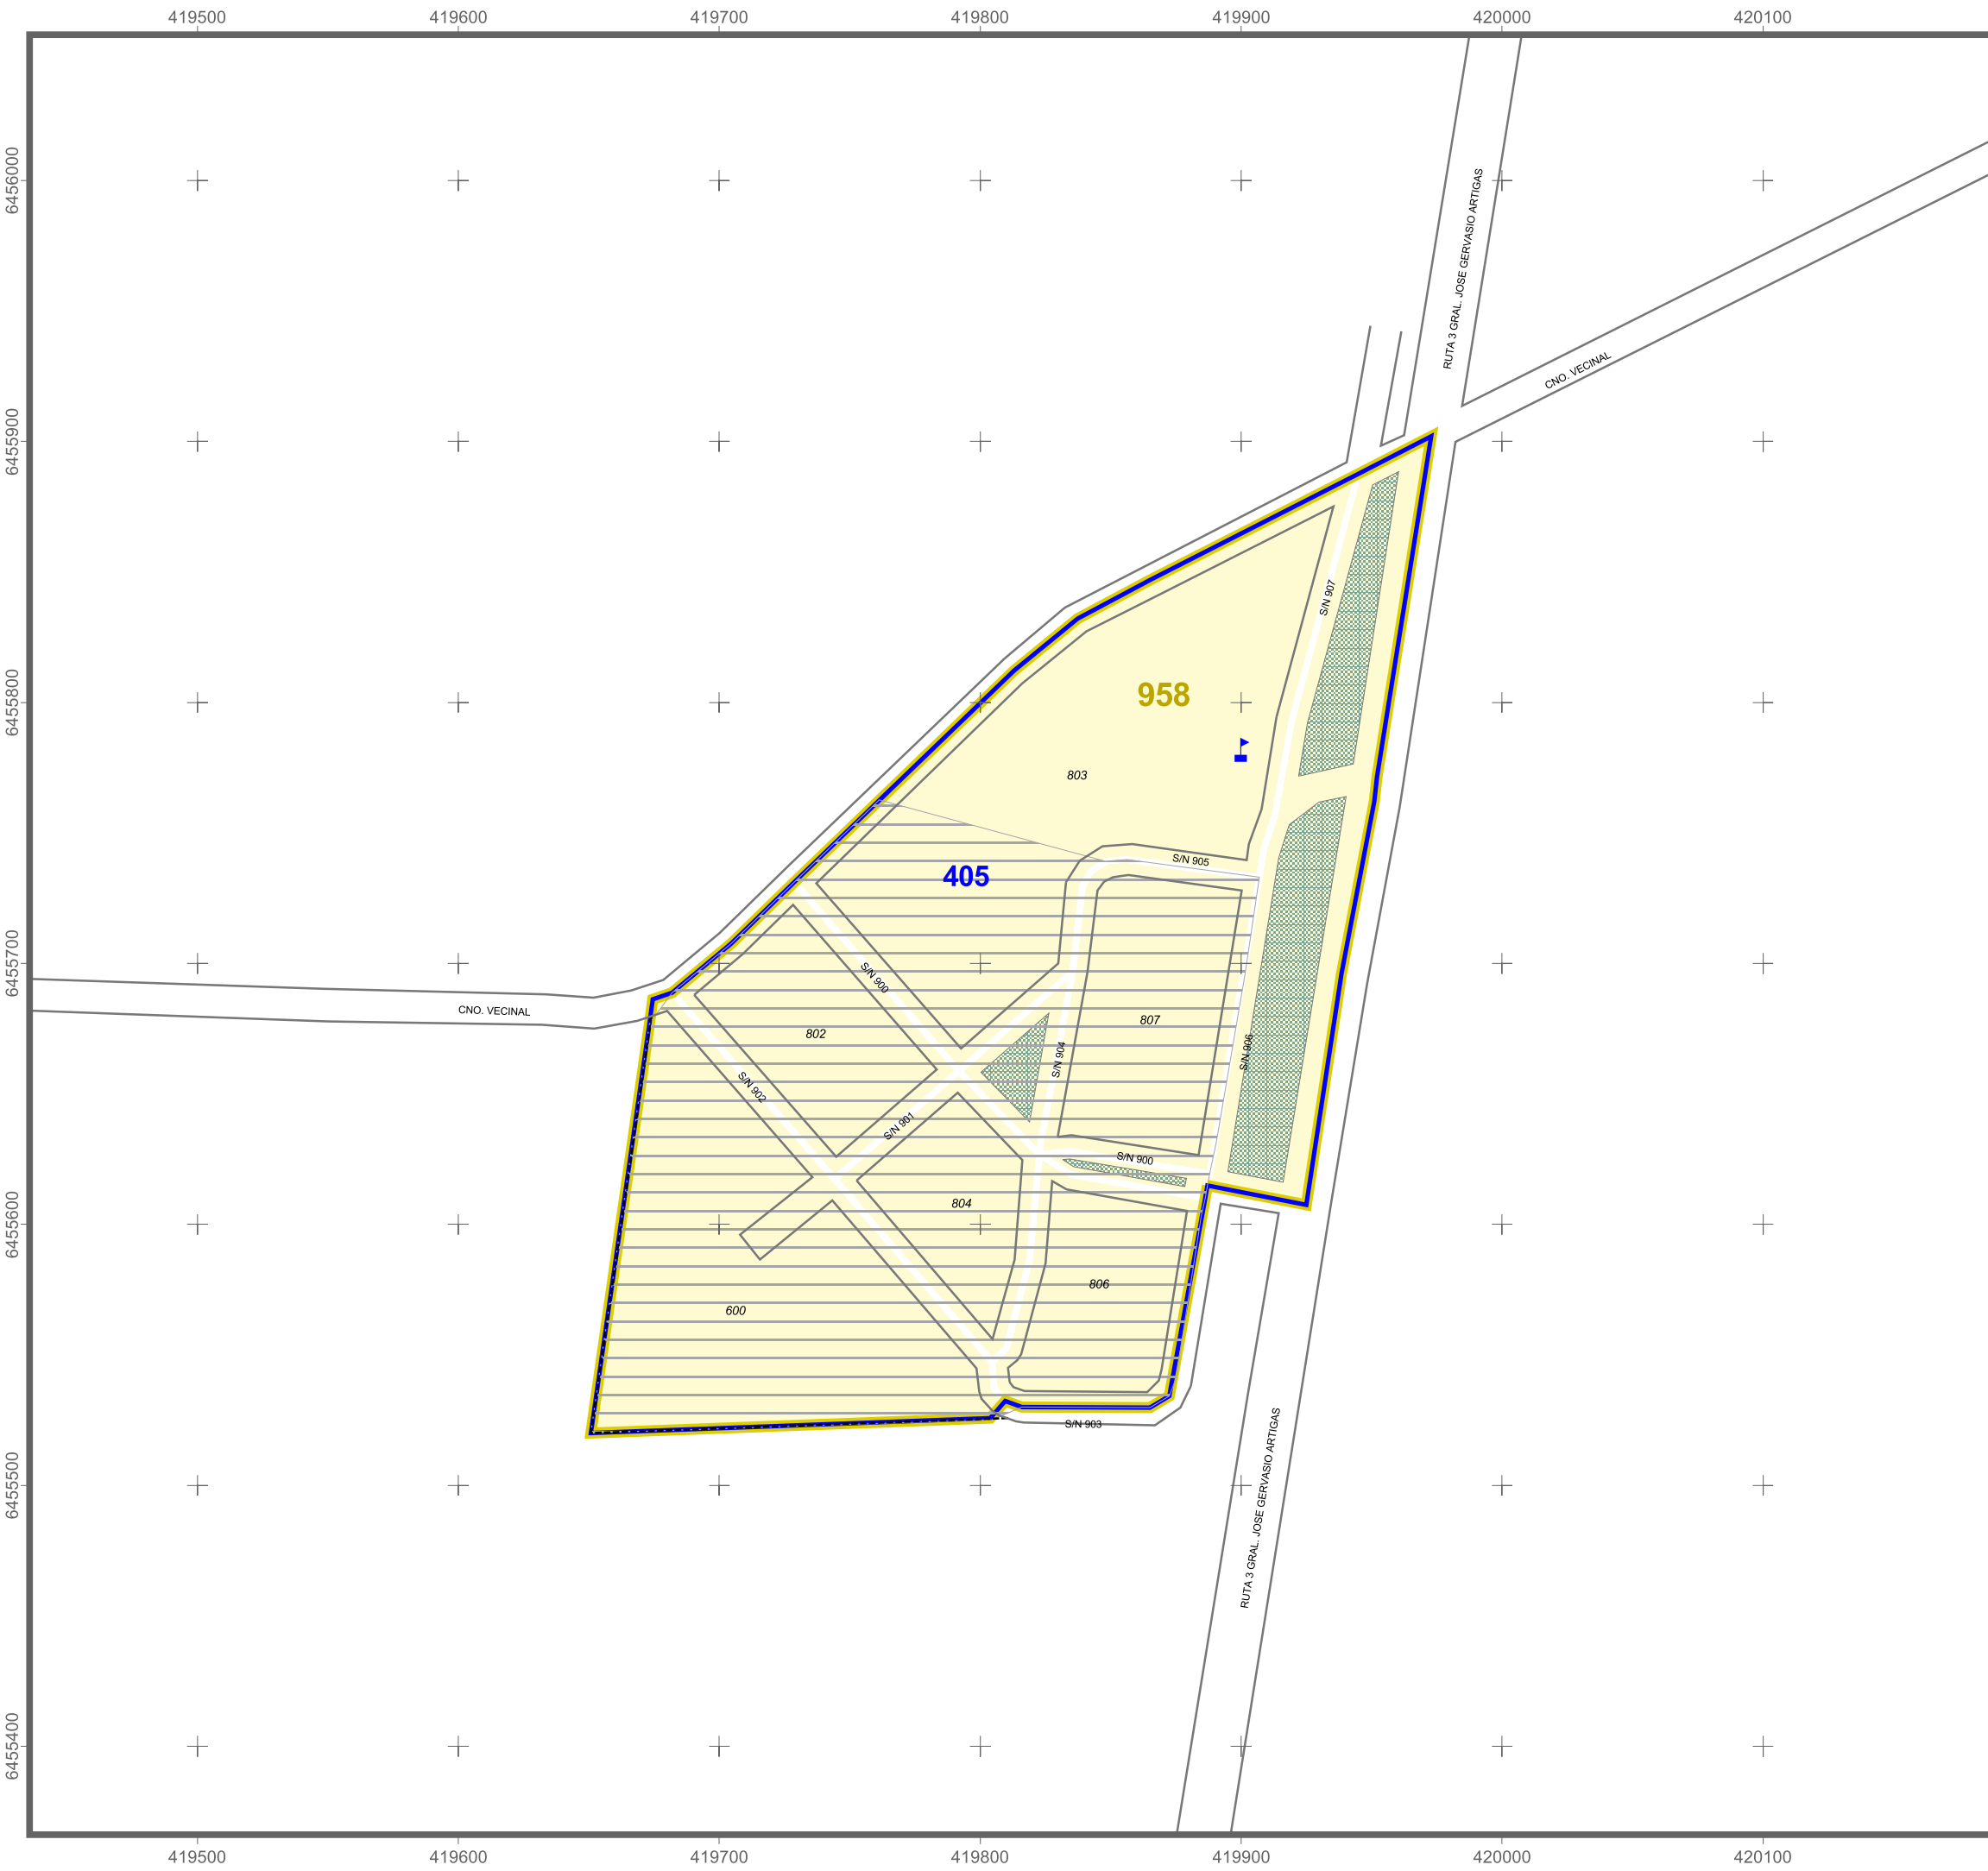 419500 419600 419700 419800 419900 420000 420100
6456000
6455900
6455800
6455700
6455600
6455500
6455400
RUTA 3 GRAL. JOSE GERVASIO ARTIGAS
CNO. VECINAL
S/N 907
958
803
S/N 905
405
S/N 900
CNO. VECINAL
802
807
S/N 904
S/N 906
S/N 902
S/N 901
S/N 900
804
806
600
S/N 903
RUTA 3 GRAL. JOSE GERVASIO ARTIGAS
419500 419600 419700 419800 419900 420000 420100